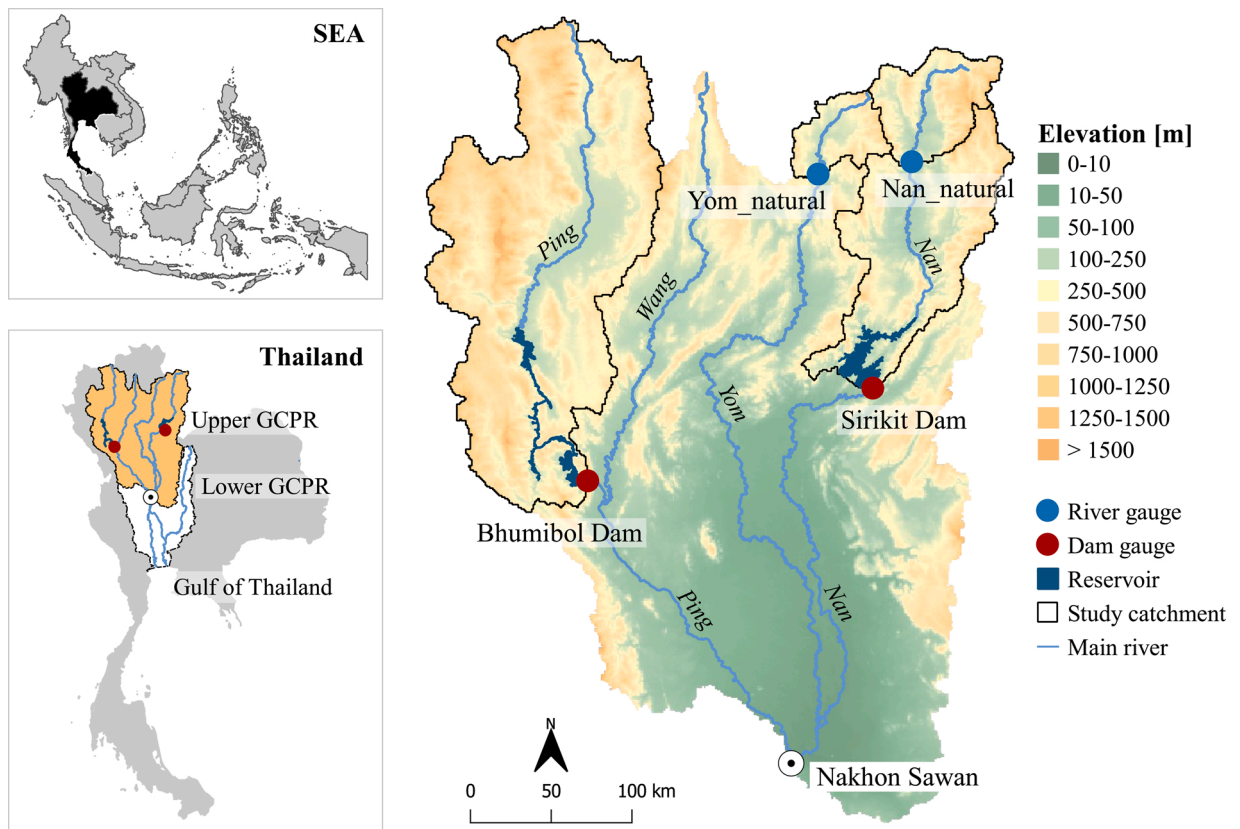 SEA
Thailand
Upper GCPR
Lower GCPR
Gulf of Thailand
Ping
Wang
Yom_natural
Nan_natural
Nan
Yom
Sirikit Dam
Bhumibol Dam
Ping
Nan
Nakhon Sawan
N
0 50 100 km
Elevation [m]
0-10
10-50
50-100
100-250
250-500
500-750
750-1000
1000-1250
1250-1500
> 1500
River gauge
Dam gauge
Reservoir
Study catchment
Main river